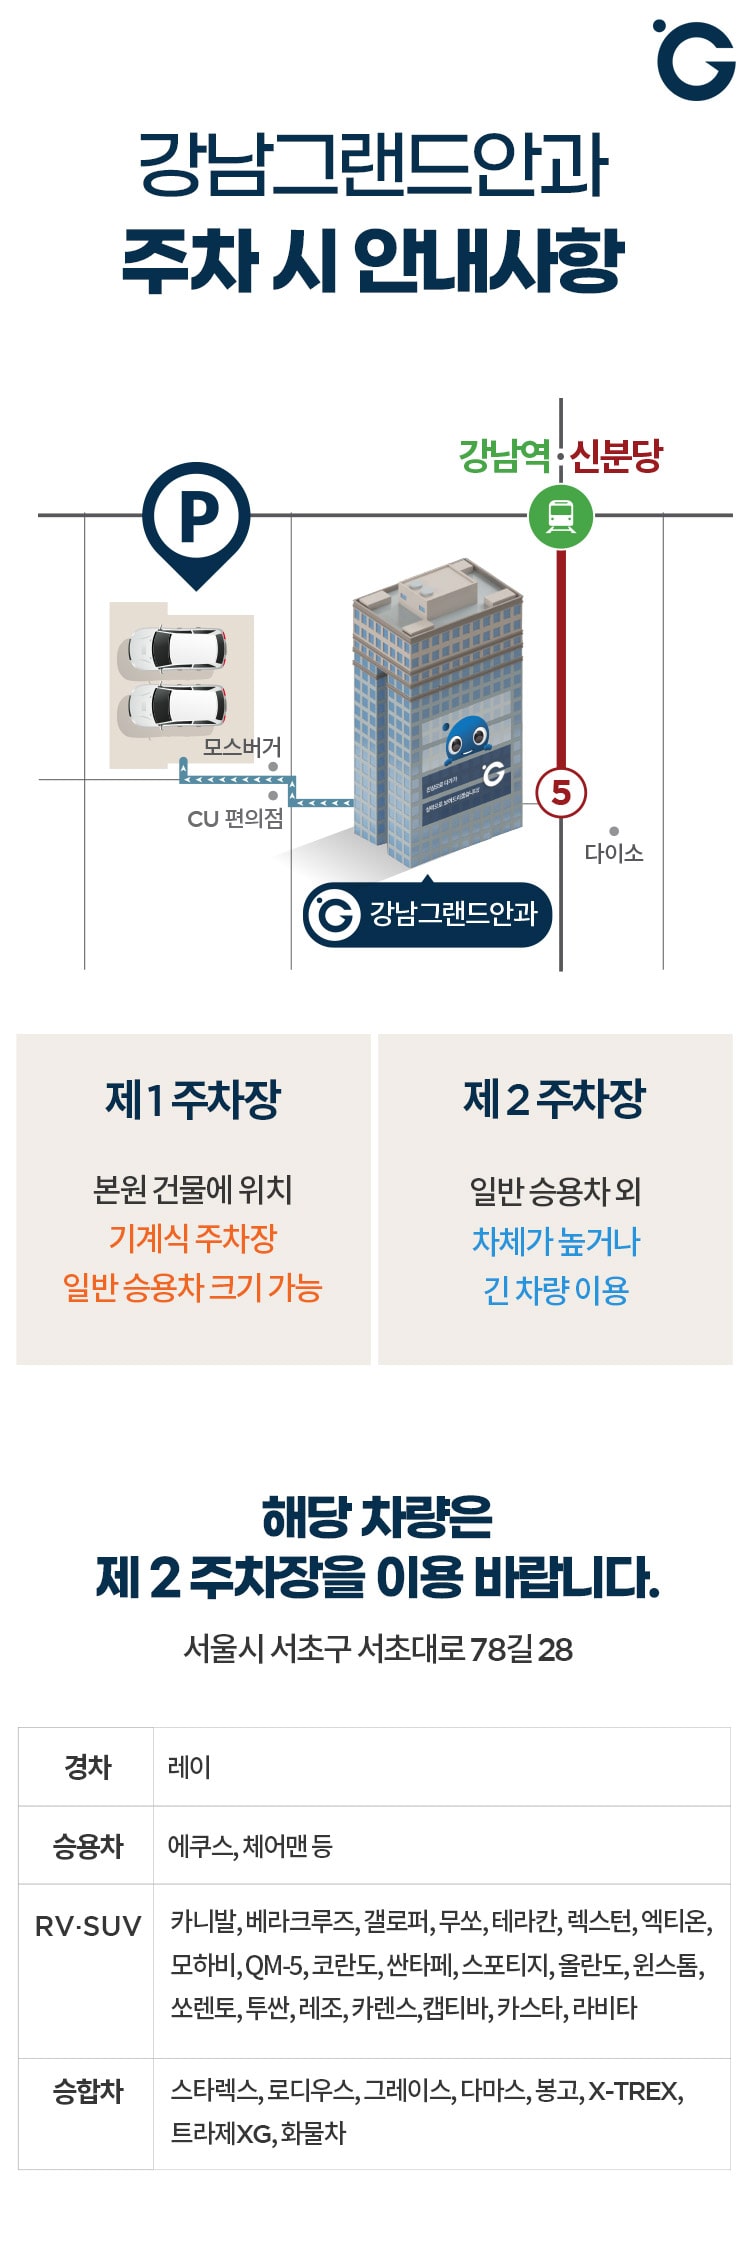 강남그랜드안과
주차 시 안내사항
강남역 : 신분당
P
모스버거
CU 편의점
5
다이소
강남그랜드안과
제 1 주차장
본원 건물에 위치
기계식 주차장
일반 승용차 크기 가능
제 2 주차장
일반 승용차 외
차체가 높거나
긴 차량 이용
해당 차량은
제 2 주차장을 이용 바랍니다.
서울시 서초구 서초대로 78길 28
경차
레이
승용차
에쿠스, 체어맨 등
RV·SUV
카니발, 베라크루즈, 갤로퍼, 무쏘, 테라칸, 렉스턴, 엑티온,
모하비, QM-5, 코란도, 싼타페, 스포티지, 올란도, 윈스톰,
쏘렌토, 투싼, 레조, 카렌스,캡티바, 카스타, 라비타
승합차
스타렉스, 로디우스, 그레이스, 다마스, 봉고, X-TREX,
트라제XG, 화물차